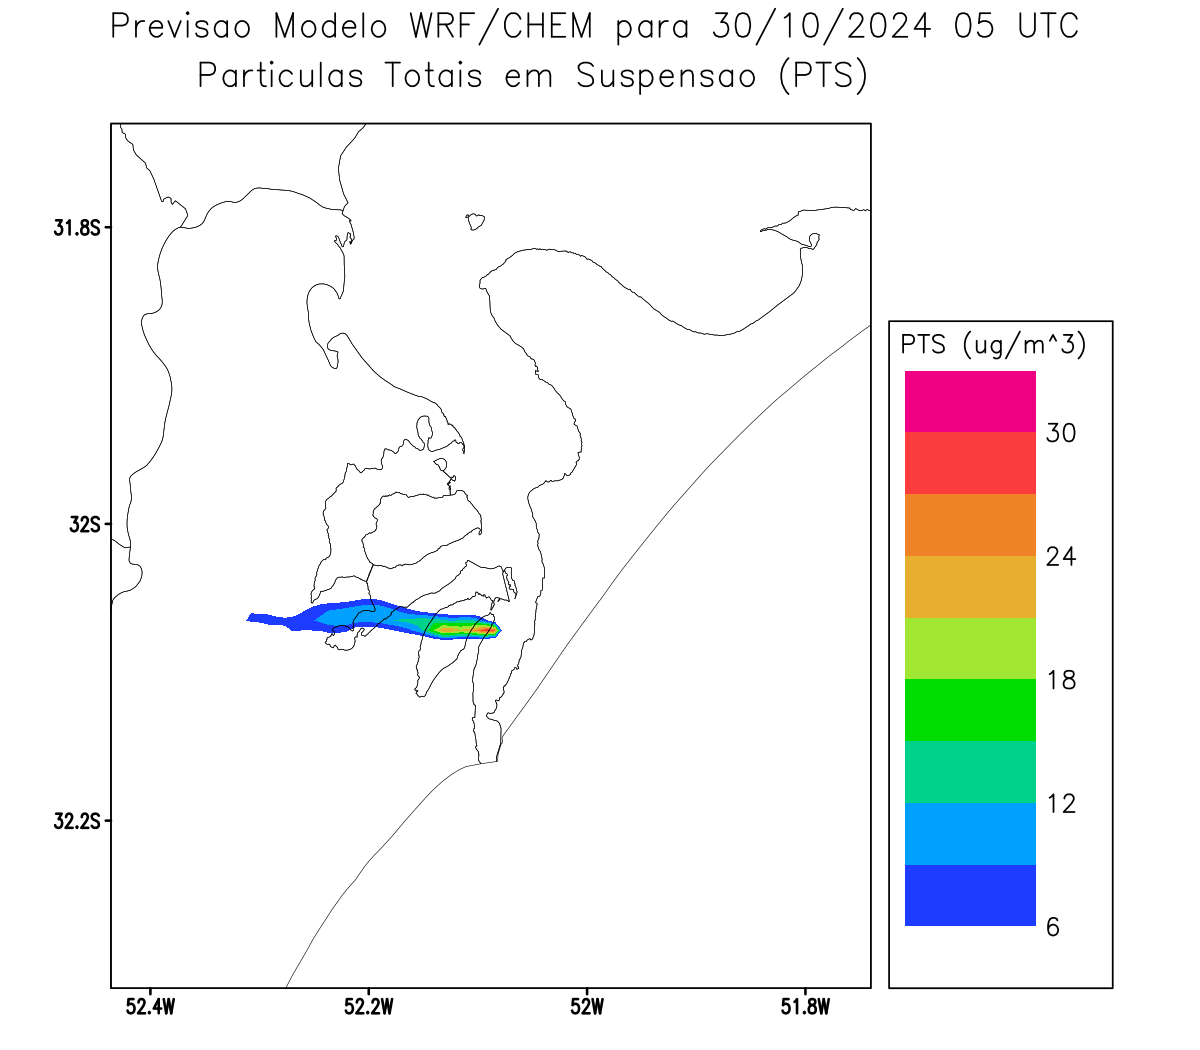 Previsao Modelo WRF/CHEM para 30/10/2024 05 UTC
Particulas Totais em Suspensao (PTS)
31.8S
32S
32.2S
52.4W
52.2W
52W
51.8W
PTS (ug/m^3)
30
24
18
12
6